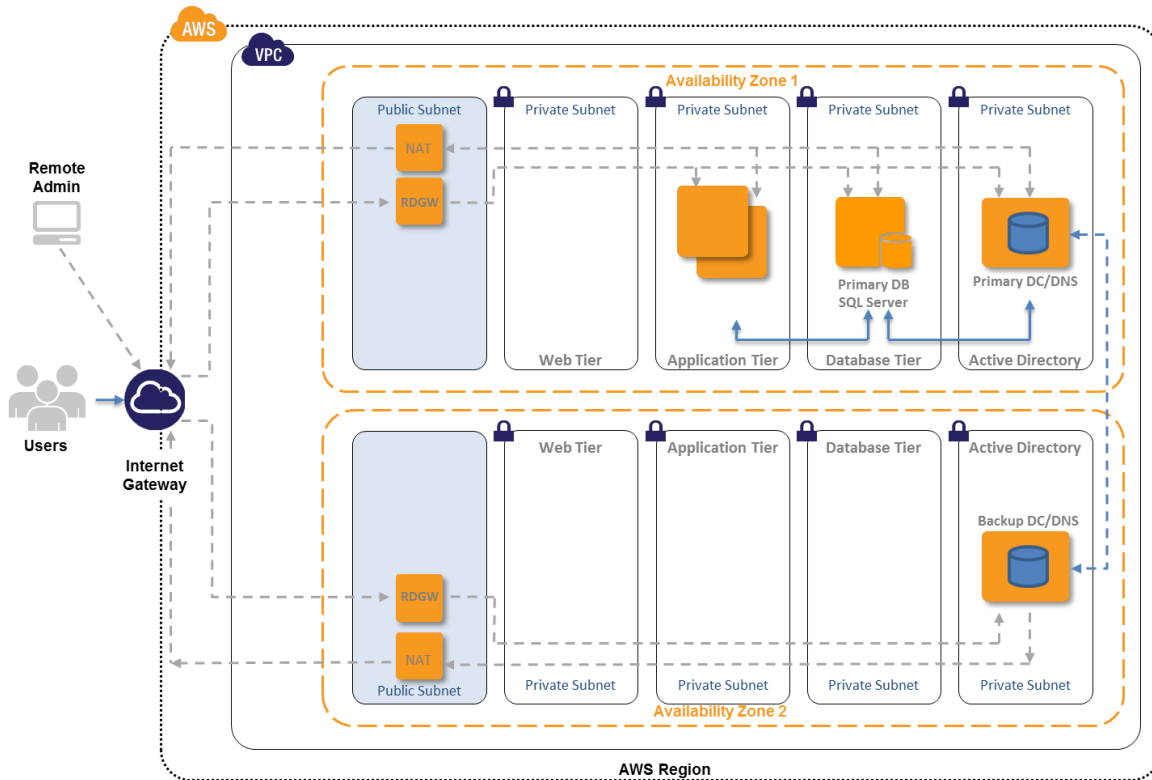 AWS
VPC
Availability Zone 1
Public Subnet
Private Subnet
Private Subnet
Private Subnet
Private Subnet
NAT
RDGW
Remote
Admin
Primary DB
SQL Server
Primary DC/DNS
Web Tier
Application Tier
Database Tier
Active Directory
Users
Internet
Gateway
Web Tier
Application Tier
Database Tier
Active Directory
Backup DC/DNS
RDGW
NAT
Public Subnet
Private Subnet
Private Subnet
Private Subnet
Private Subnet
Availability Zone 2
AWS Region